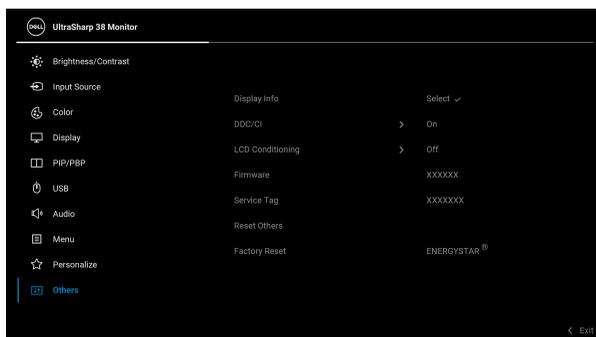 DELL UltraSharp 38 Monitor
Brightness/Contrast
Input Source
Display Info Select ✓
Color
DDC/CI > On
Display
LCD Conditioning > Off
PIP/PBP
Firmware XXXXXX
USB
Service Tag XXXXXXX
Audio
Reset Others
Menu
Factory Reset ENERGYSTAR ®
Personalize
Others
< Exit